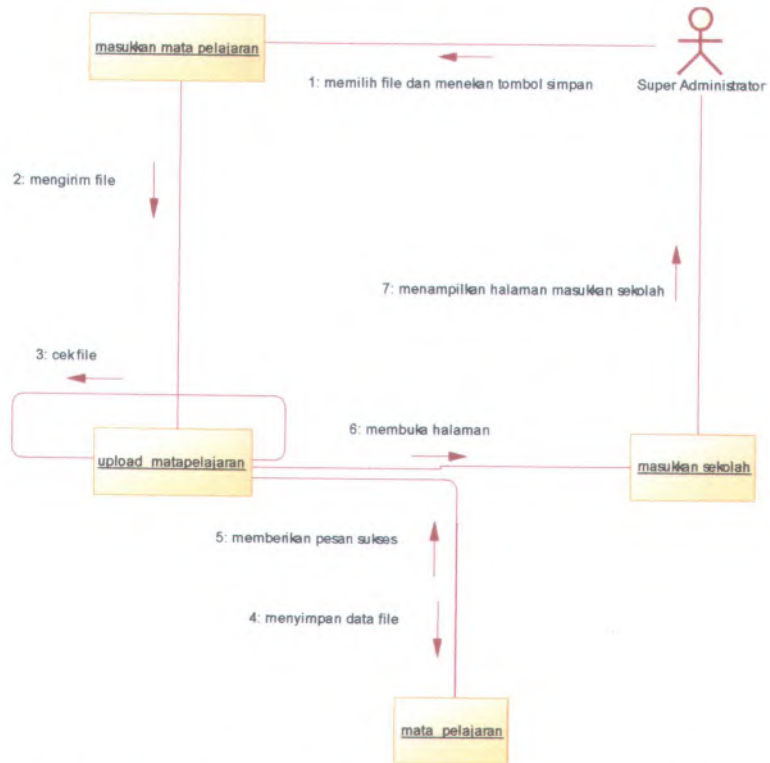 masukkan mata pelajaran
1: memilih file dan menekan tombol simpan
Super Administrator
2: mengirim file
7: menampilkan halaman masukkan sekolah
3: cek file
6: membuka halaman
upload_matapelajaran
masukkan sekolah
5: memberikan pesan sukses
4: menyimpan data file
mata_pelajaran